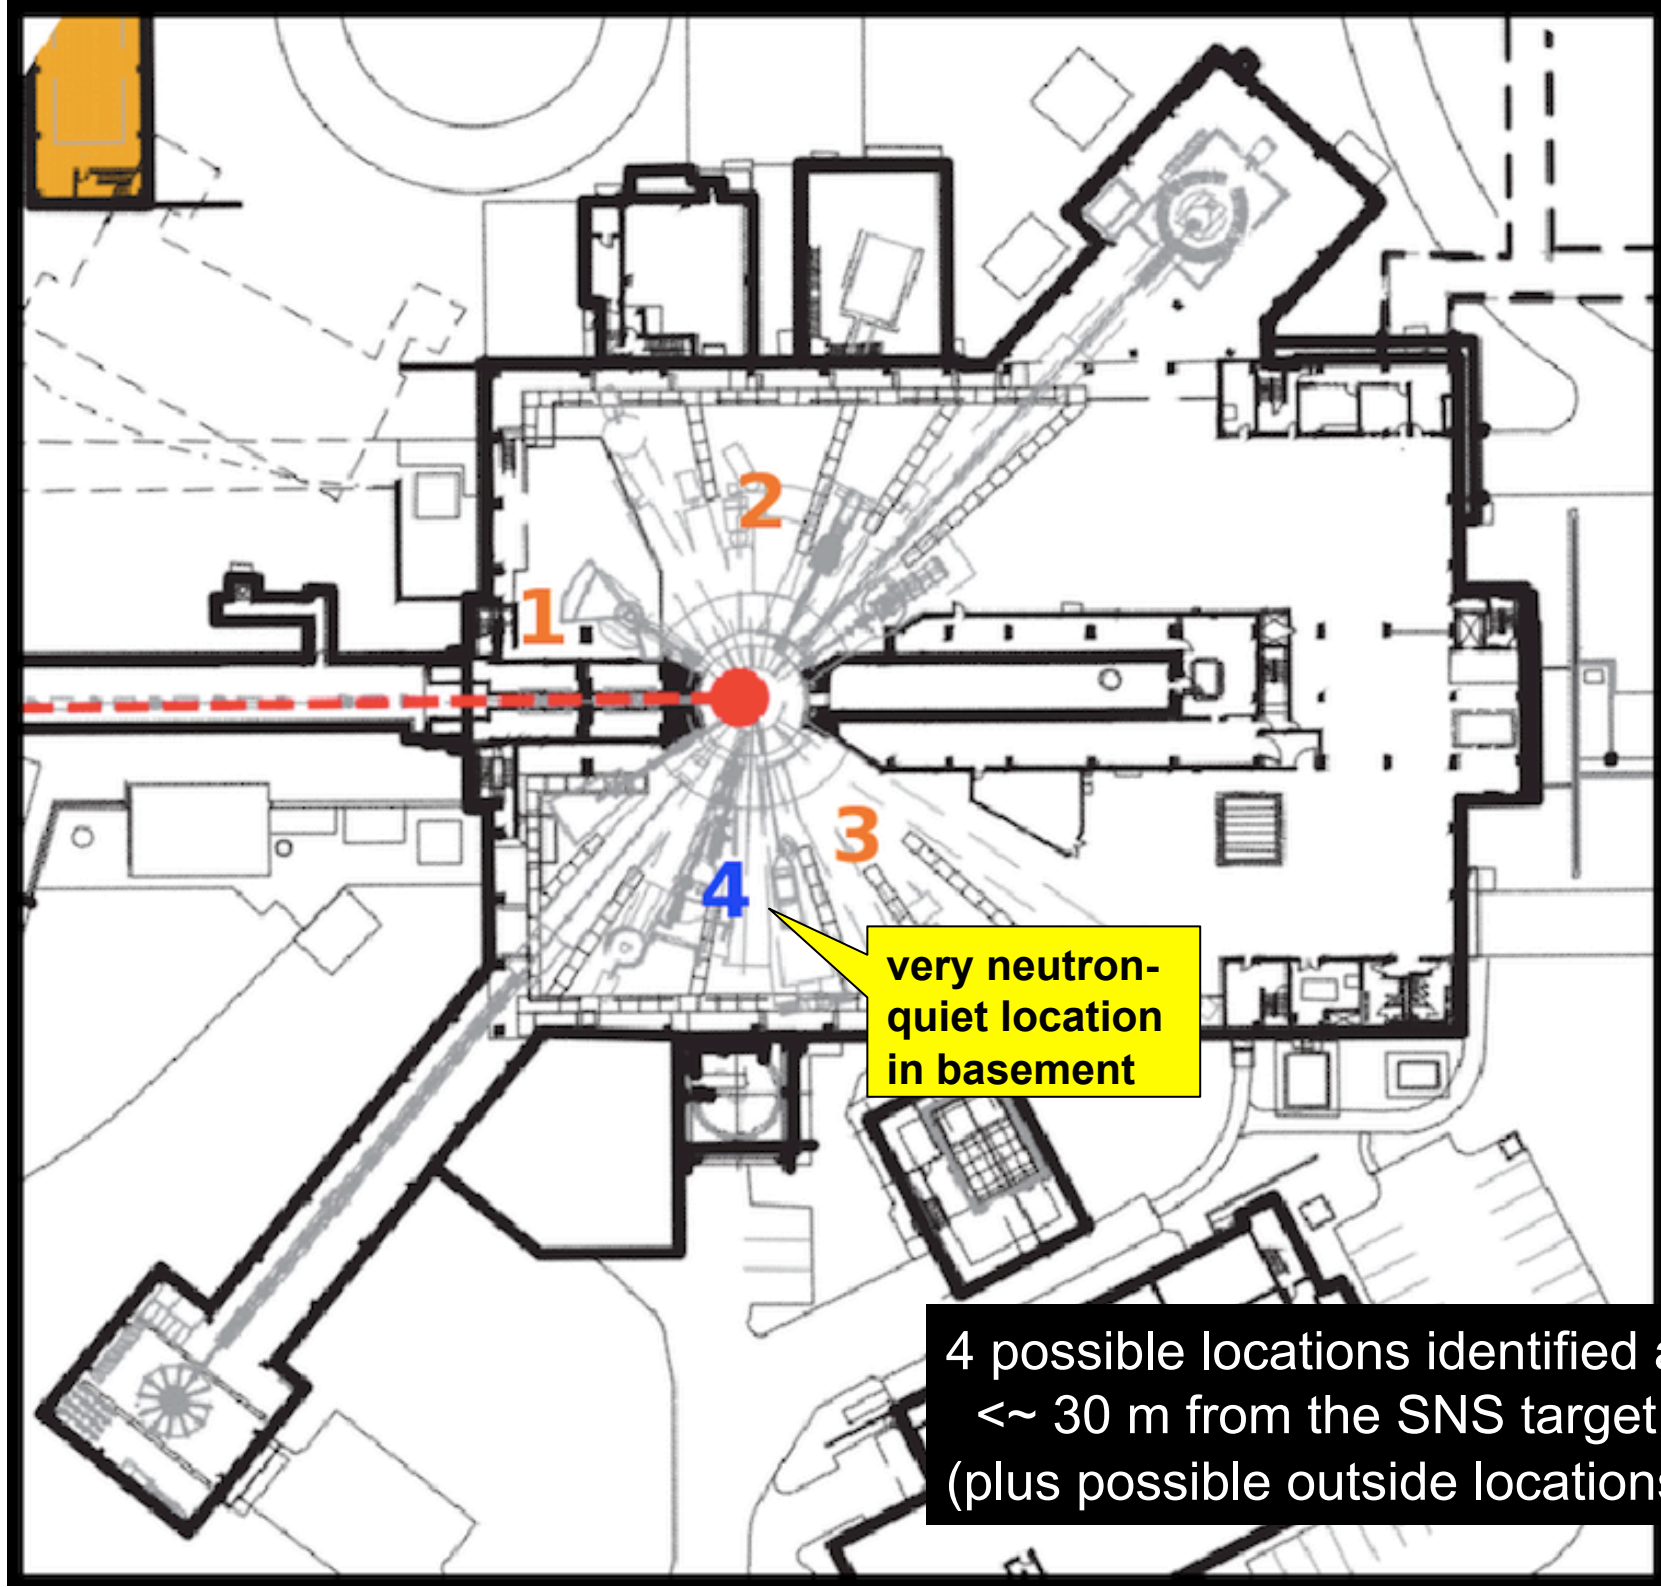 2
1
3
4
very neutron-
quiet location
in basement
4 possible locations identified a
<~ 30 m from the SNS target
(plus possible outside locations